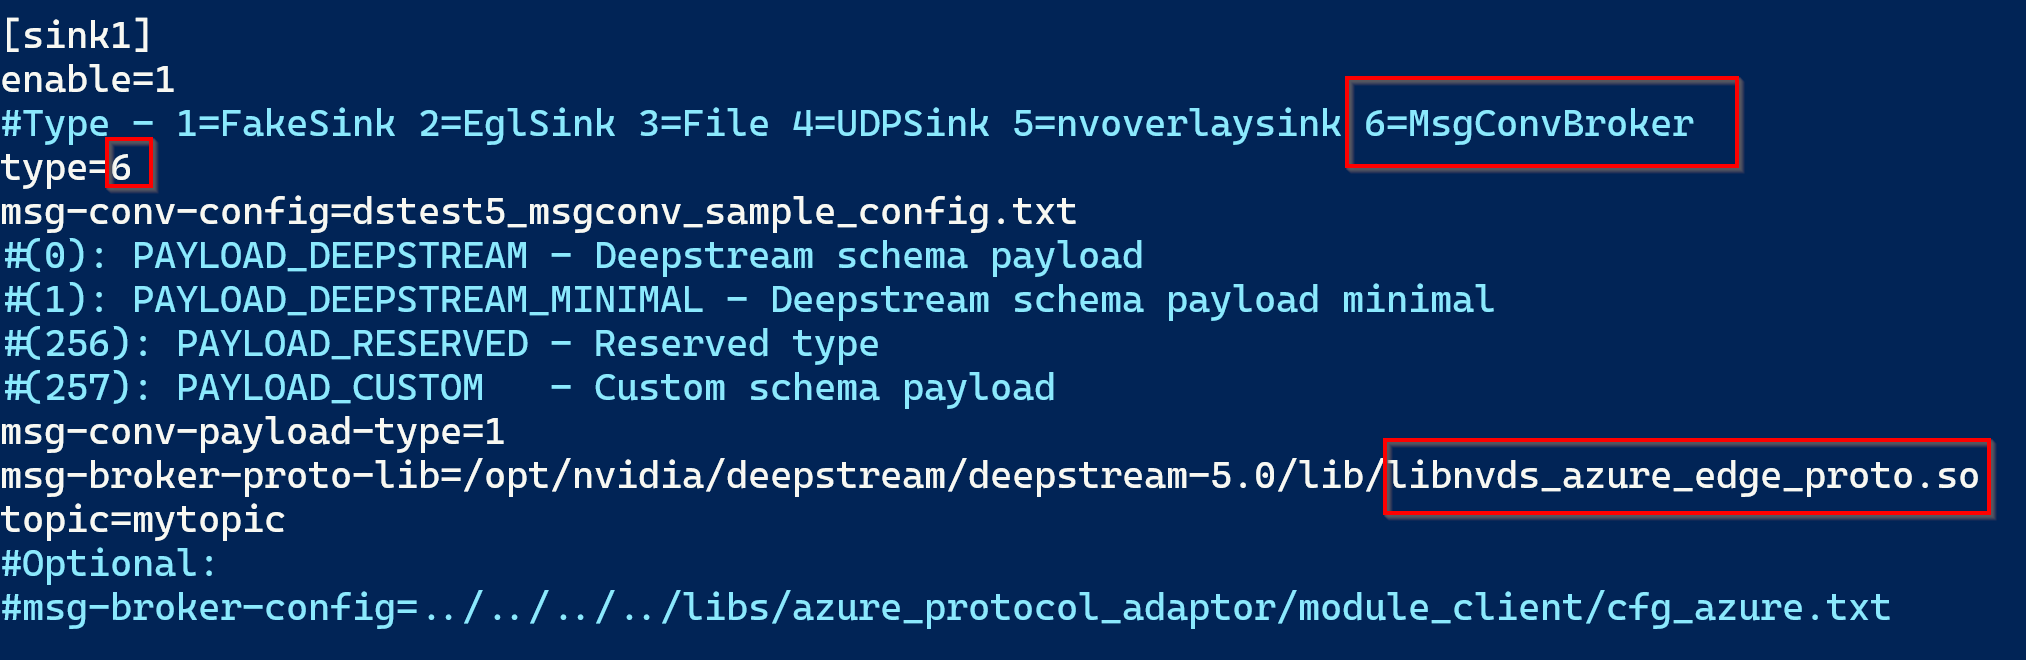 [sink1]
enable=1
#Type - 1=FakeSink 2=EglSink 3=File 4=UDPSink 5=nvoverlaysink 6=MsgConvBroker
type=6
msg-conv-config=dstest5_msgconv_sample_config.txt
#(0): PAYLOAD_DEEPSTREAM - Deepstream schema payload
#(1): PAYLOAD_DEEPSTREAM_MINIMAL - Deepstream schema payload minimal
#(256): PAYLOAD_RESERVED - Reserved type
#(257): PAYLOAD_CUSTOM   - Custom schema payload
msg-conv-payload-type=1
msg-broker-proto-lib=/opt/nvidia/deepstream/deepstream-5.0/lib/libnvds_azure_edge_proto.so
topic=mytopic
#Optional:
#msg-broker-config=../../../../libs/azure_protocol_adaptor/module_client/cfg_azure.txt